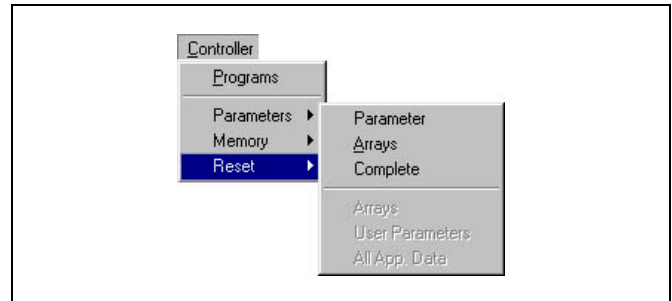 Controller
Programs
Parameters
Memory
Reset
Parameter
Arrays
Complete
Arrays
User Parameters
All App. Data